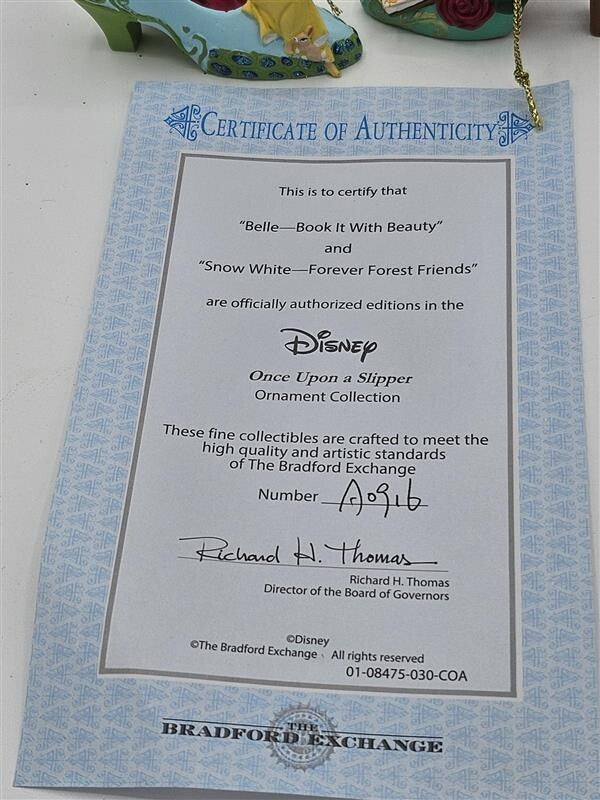 CERTIFICATE OF AUTHENTICITY
This is to certify that
"Belle—Book It With Beauty"
and
"Snow White—Forever Forest Friends"
are officially authorized editions in the
Disney
Once Upon a Slipper
Ornament Collection
These fine collectibles are crafted to meet the
high quality and artistic standards
of The Bradford Exchange
Number A0916
Richard H. Thomas
Richard H. Thomas
Director of the Board of Governors
©Disney
©The Bradford Exchange All rights reserved
01-08475-030-COA
THE
BRADFORD EXCHANGE